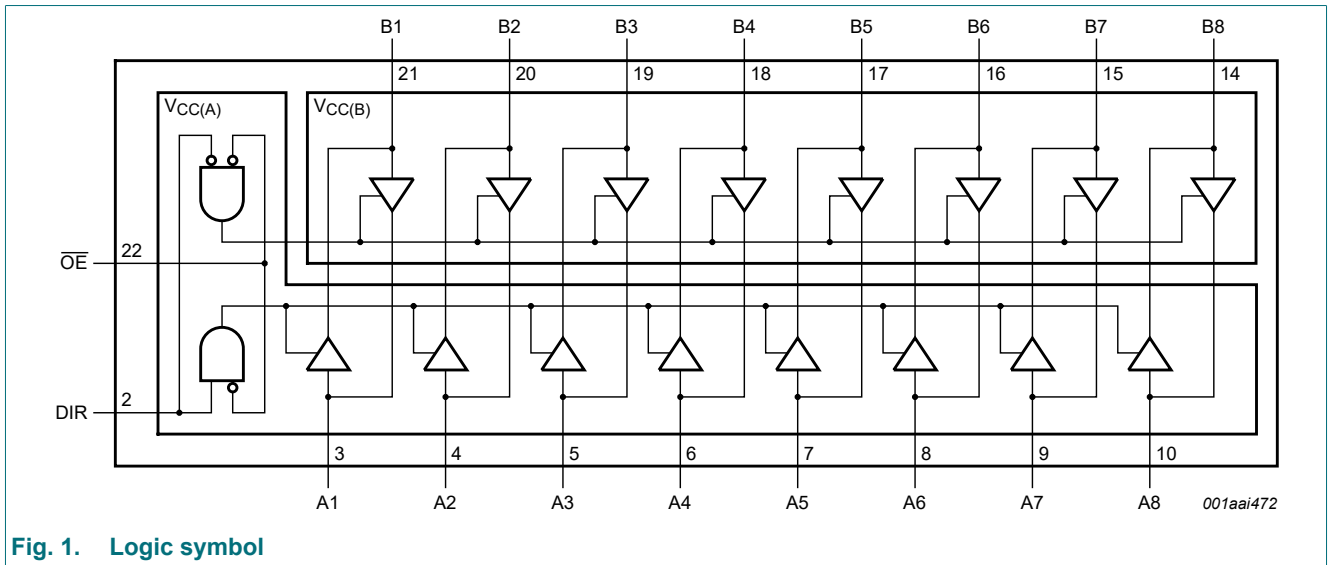 B1 B2 B3 B4 B5 B6 B7 B8
21 20 19 18 17 16 15 14
VCC(A) VCC(B)
OE 22
DIR 2
3 4 5 6 7 8 9 10
A1 A2 A3 A4 A5 A6 A7 A8 001aai472
Fig. 1. Logic symbol